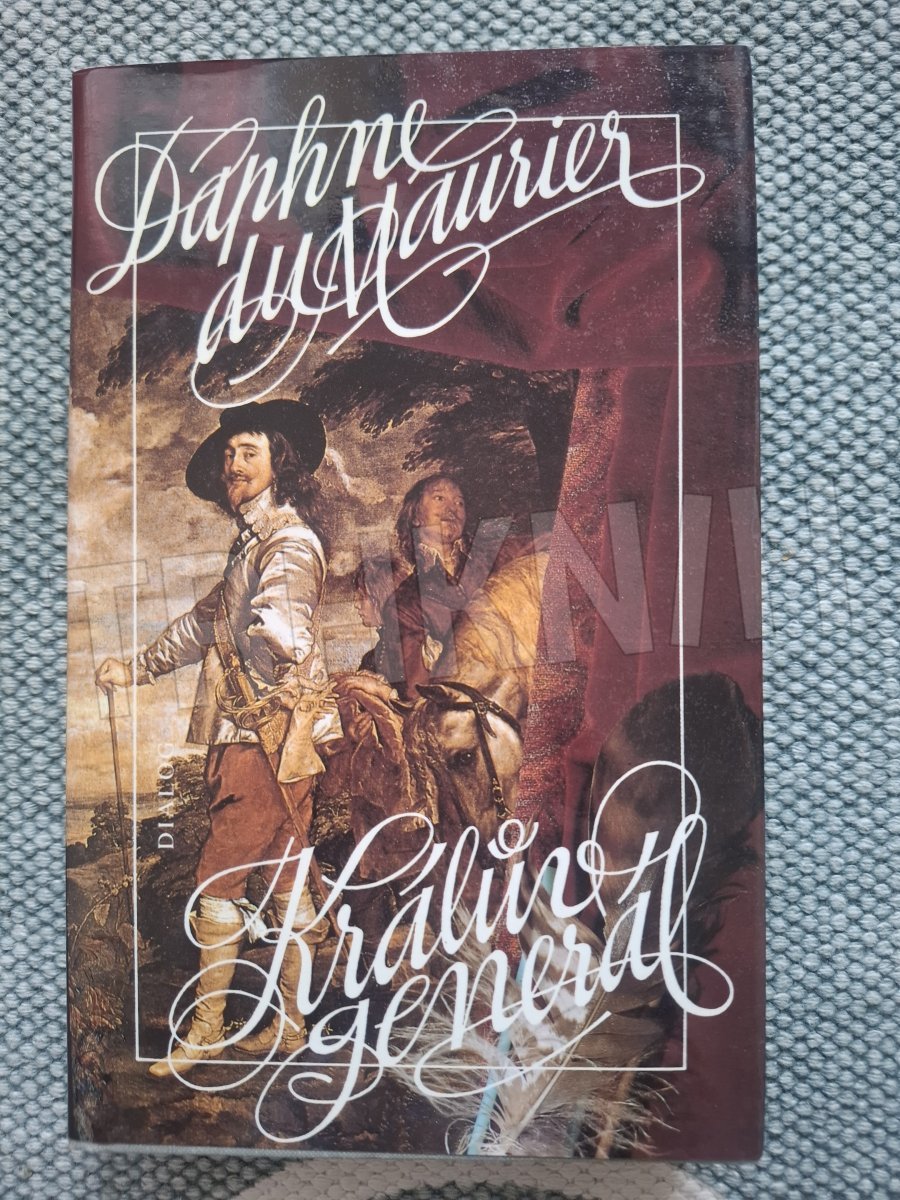 Daphne
du Maurier
DIALOG
Králův
generál